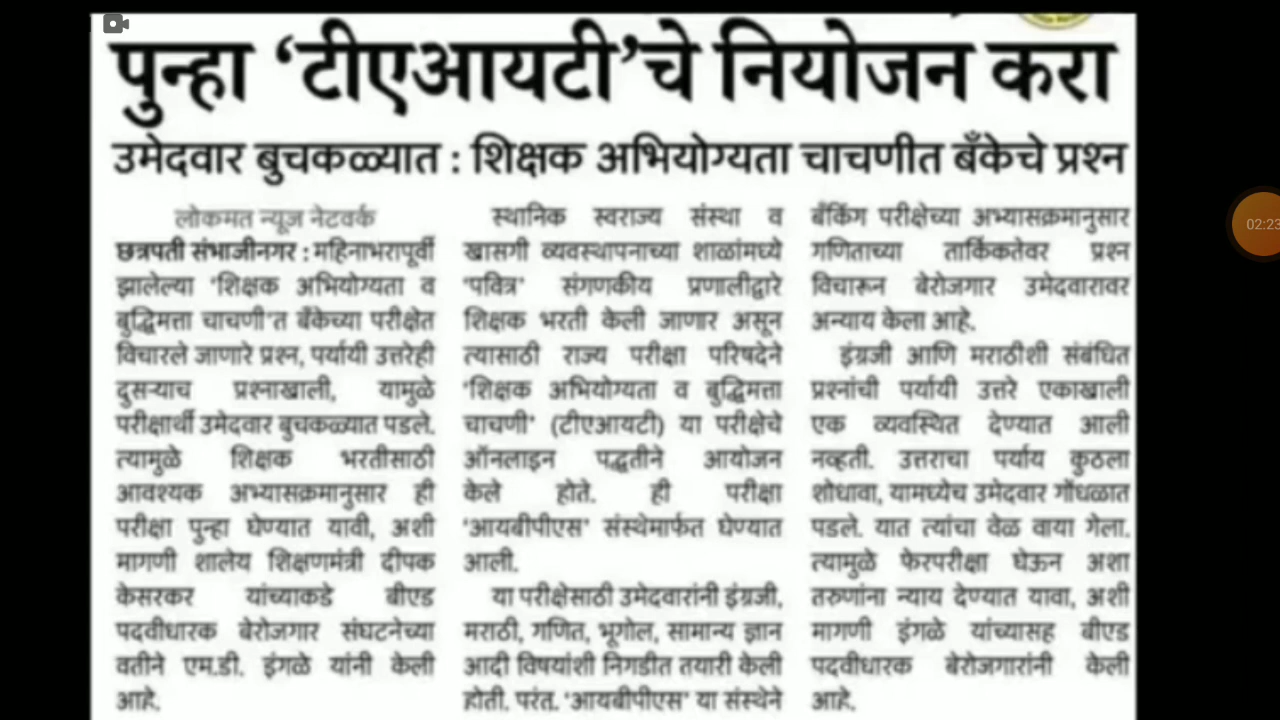 पुन्हा ‘टीएआयटी’चे नियोजन करा
उमेदवार बुचकळ्यात : शिक्षक अभियोग्यता चाचणीत बँकेचे प्रश्न
लोकमत न्यूज नेटवर्क
छत्रपती संभाजीनगर : महिनाभरापूर्वी
झालेल्या ‘शिक्षक अभियोग्यता व
बुद्धिमत्ता चाचणी’त बँकेच्या परीक्षेत
विचारले जाणारे प्रश्न, पर्यायी उत्तरेही
दुसऱ्याच प्रश्नाखाली, यामुळे
परीक्षार्थी उमेदवार बुचकळ्यात पडले.
त्यामुळे शिक्षक भरतीसाठी
आवश्यक अभ्यासक्रमानुसार ही
परीक्षा पुन्हा घेण्यात यावी, अशी
मागणी शालेय शिक्षणमंत्री दीपक
केसरकर यांच्याकडे बीएड
पदवीधारक बेरोजगार संघटनेच्या
वतीने एम.डी. इंगळे यांनी केली
आहे.
स्थानिक स्वराज्य संस्था व
खासगी व्यवस्थापनाच्या शाळांमध्ये
‘पवित्र’ संगणकीय प्रणालीद्वारे
शिक्षक भरती केली जाणार असून
त्यासाठी राज्य परीक्षा परिषदेने
‘शिक्षक अभियोग्यता व बुद्धिमत्ता
चाचणी’ (टीएआयटी) या परीक्षेचे
ऑनलाइन पद्धतीने आयोजन
केले होते. ही परीक्षा
‘आयबीपीएस’ संस्थेमार्फत घेण्यात
आली.
या परीक्षेसाठी उमेदवारांनी इंग्रजी,
मराठी, गणित, भूगोल, सामान्य ज्ञान
आदी विषयांशी निगडीत तयारी केली
होती. परंतु, ‘आयबीपीएस’ या संस्थेने
बँकिंग परीक्षेच्या अभ्यासक्रमानुसार
गणिताच्या तार्किकतेवर प्रश्न
विचारून बेरोजगार उमेदवारावर
अन्याय केला आहे.
इंग्रजी आणि मराठीशी संबंधित
प्रश्नांची पर्यायी उत्तरे एकाखाली
एक व्यवस्थित देण्यात आली
नव्हती. उत्तराचा पर्याय कुठला
शोधावा, यामध्येच उमेदवार गोंधळात
पडले. यात त्यांचा वेळ वाया गेला.
त्यामुळे फेरपरीक्षा घेऊन अशा
तरुणांना न्याय देण्यात यावा, अशी
मागणी इंगळे यांच्यासह बीएड
पदवीधारक बेरोजगारांनी केली
आहे.
02:23